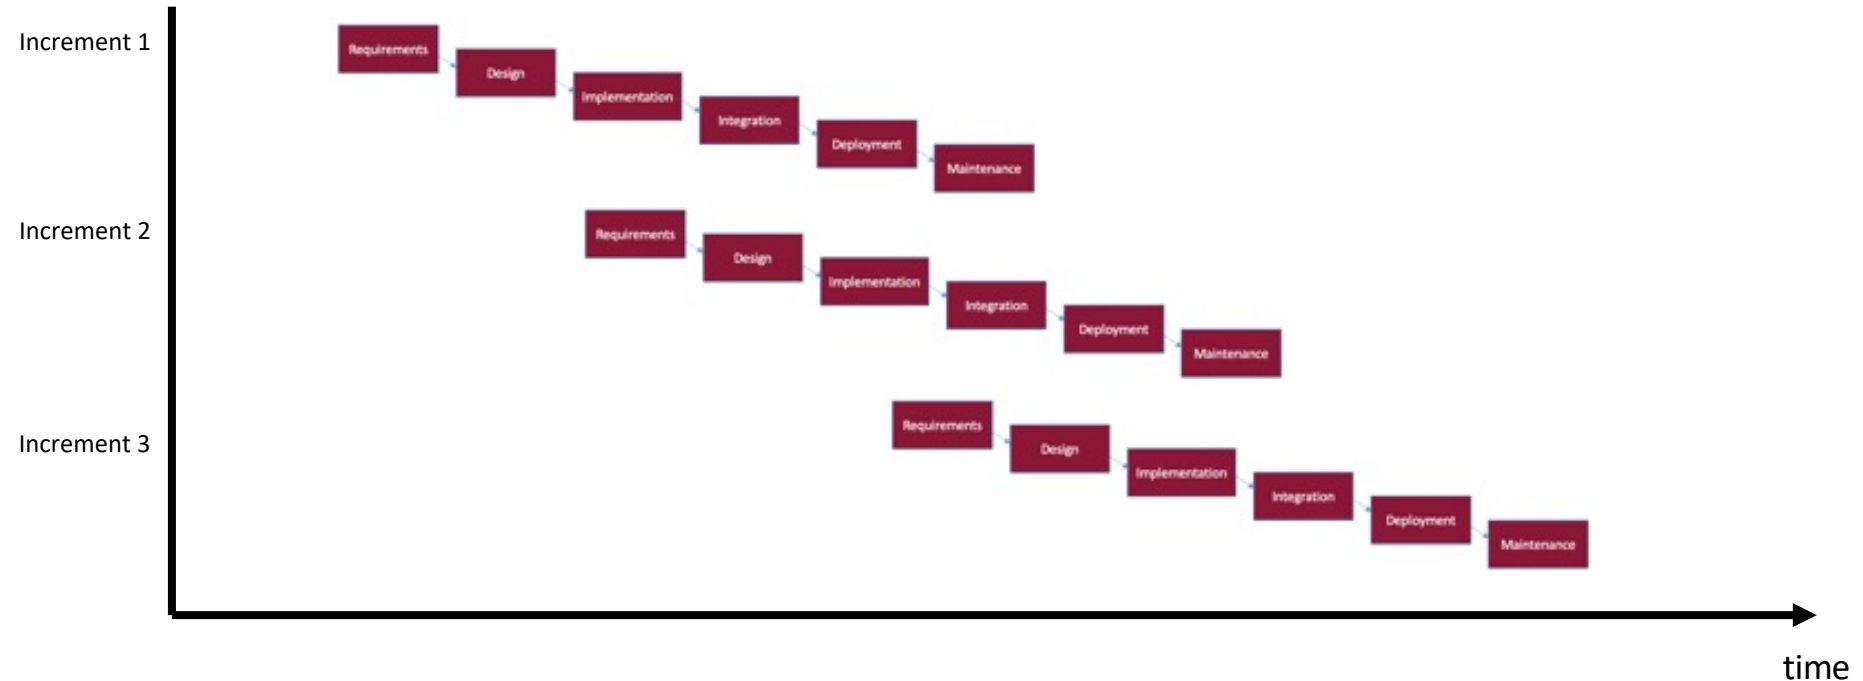 Increment 1
Requirements
Design
Implementation
Integration
Deployment
Maintenance
Increment 2
Requirements
Design
Implementation
Integration
Deployment
Maintenance
Increment 3
Requirements
Design
Implementation
Integration
Deployment
Maintenance
time